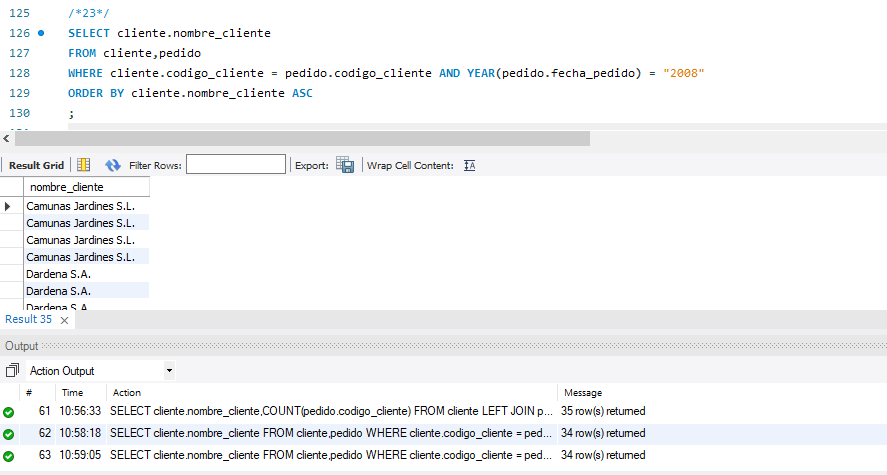 125 /*23*/
126 SELECT cliente.nombre_cliente
127 FROM cliente,pedido
128 WHERE cliente.codigo_cliente = pedido.codigo_cliente AND YEAR(pedido.fecha_pedido) = "2008"
129 ORDER BY cliente.nombre_cliente ASC
130 ;
Result Grid Filter Rows: Export: Wrap Cell Content:
nombre_cliente
Camunas Jardines S.L.
Camunas Jardines S.L.
Camunas Jardines S.L.
Camunas Jardines S.L.
Dardena S.A.
Dardena S.A.
Dardena S.A.
Result 35
Output
Action Output
# Time Action Message
61 10:56:33 SELECT cliente.nombre_cliente,COUNT(pedido.codigo_cliente) FROM cliente LEFT JOIN p... 35 row(s) returned
62 10:58:18 SELECT cliente.nombre_cliente FROM cliente,pedido WHERE cliente.codigo_cliente = ped... 34 row(s) returned
63 10:59:05 SELECT cliente.nombre_cliente FROM cliente,pedido WHERE cliente.codigo_cliente = ped... 34 row(s) returned